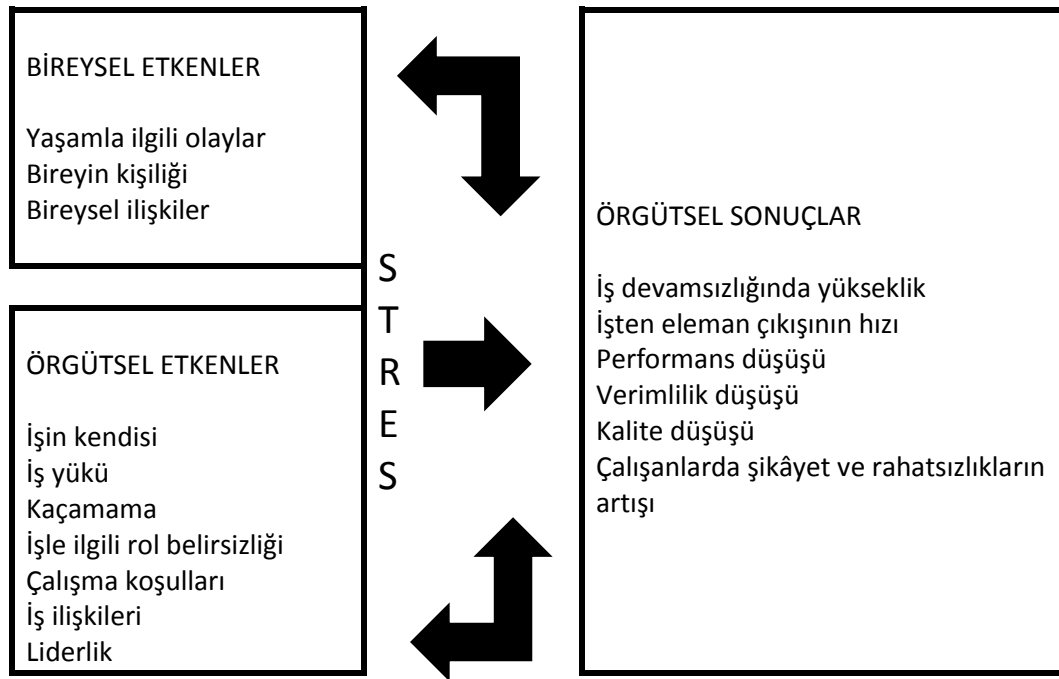 BİREYSEL ETKENLER
Yaşamla ilgili olaylar
Bireyin kişiliği
Bireysel ilişkiler
ÖRGÜTSEL ETKENLER
İşin kendisi
İş yükü
Kaçamama
İşle ilgili rol belirsizliği
Çalışma koşulları
İş ilişkileri
Liderlik
S
T
R
E
S
ÖRGÜTSEL SONUÇLAR
İş devamsızlığında yükseklik
İşten eleman çıkışının hızı
Performans düşüşü
Verimlilik düşüşü
Kalite düşüşü
Çalışanlarda şikâyet ve rahatsızlıkların
artışı